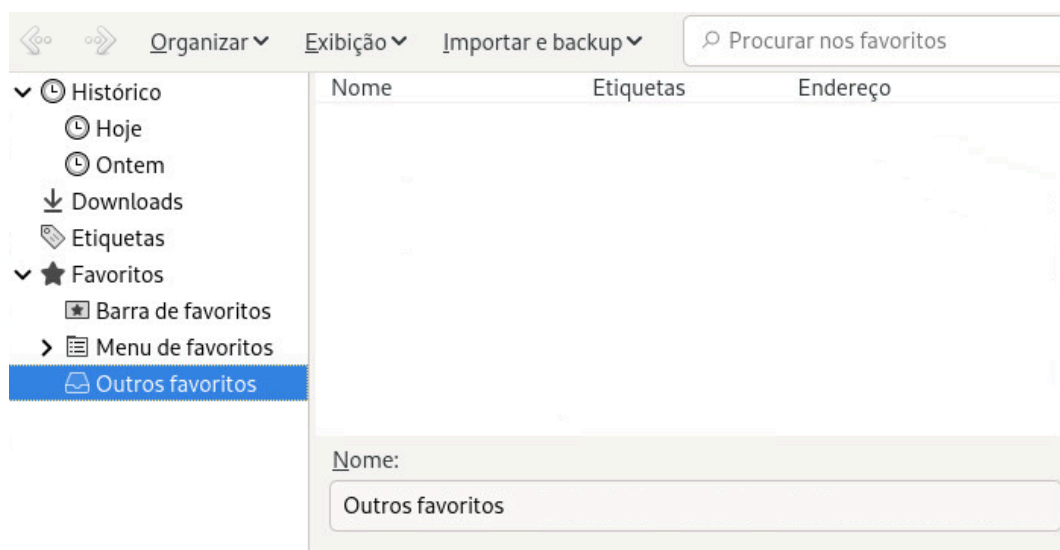 Organizar Exibição Importar e backup Procurar nos favoritos
Histórico
Hoje
Ontem
Downloads
Etiquetas
Favoritos
Barra de favoritos
Menu de favoritos
Outros favoritos
Nome Etiquetas Endereço
Nome:
Outros favoritos